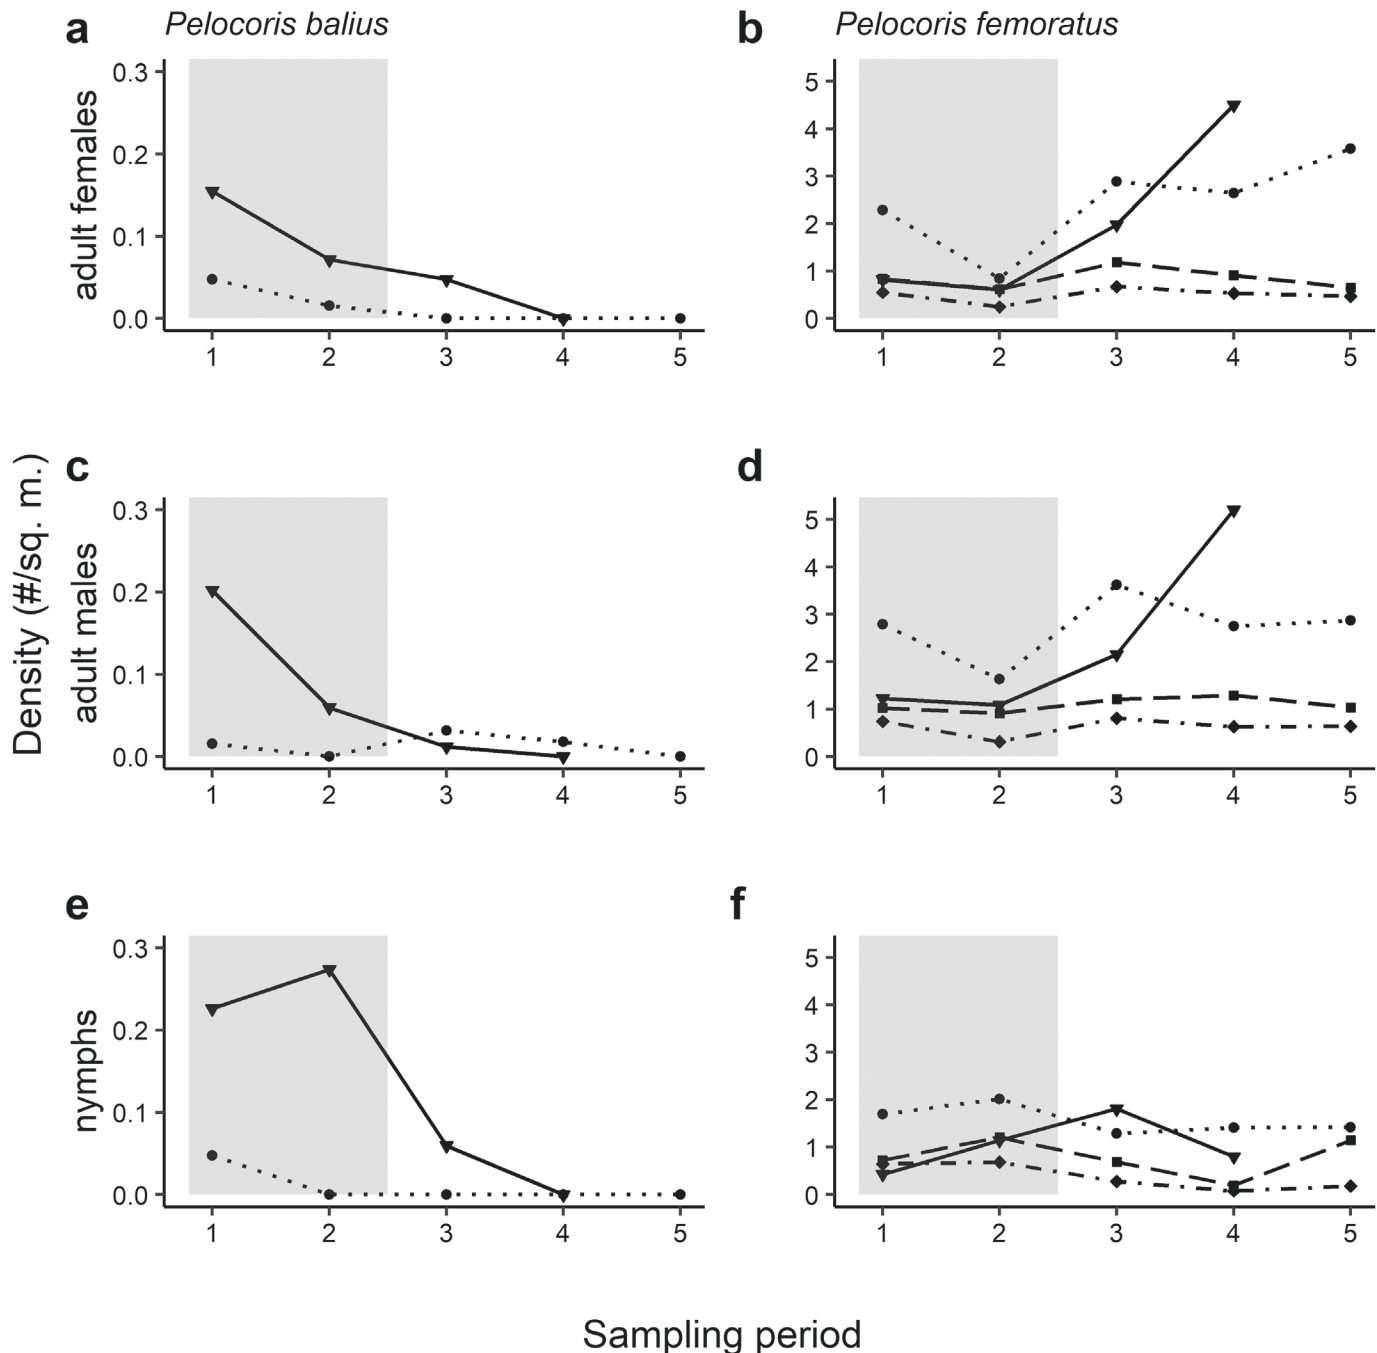 a Pelocoris balius
b Pelocoris femoratus
adult females
0.3
0.2
0.1
0.0
1 2 3 4 5
5
4
3
2
1
0
1 2 3 4 5
Density (#/sq. m.)
c
adult males
0.3
0.2
0.1
0.0
1 2 3 4 5
d
5
4
3
2
1
0
1 2 3 4 5
e
nymphs
0.3
0.2
0.1
0.0
1 2 3 4 5
f
5
4
3
2
1
0
1 2 3 4 5
Sampling period